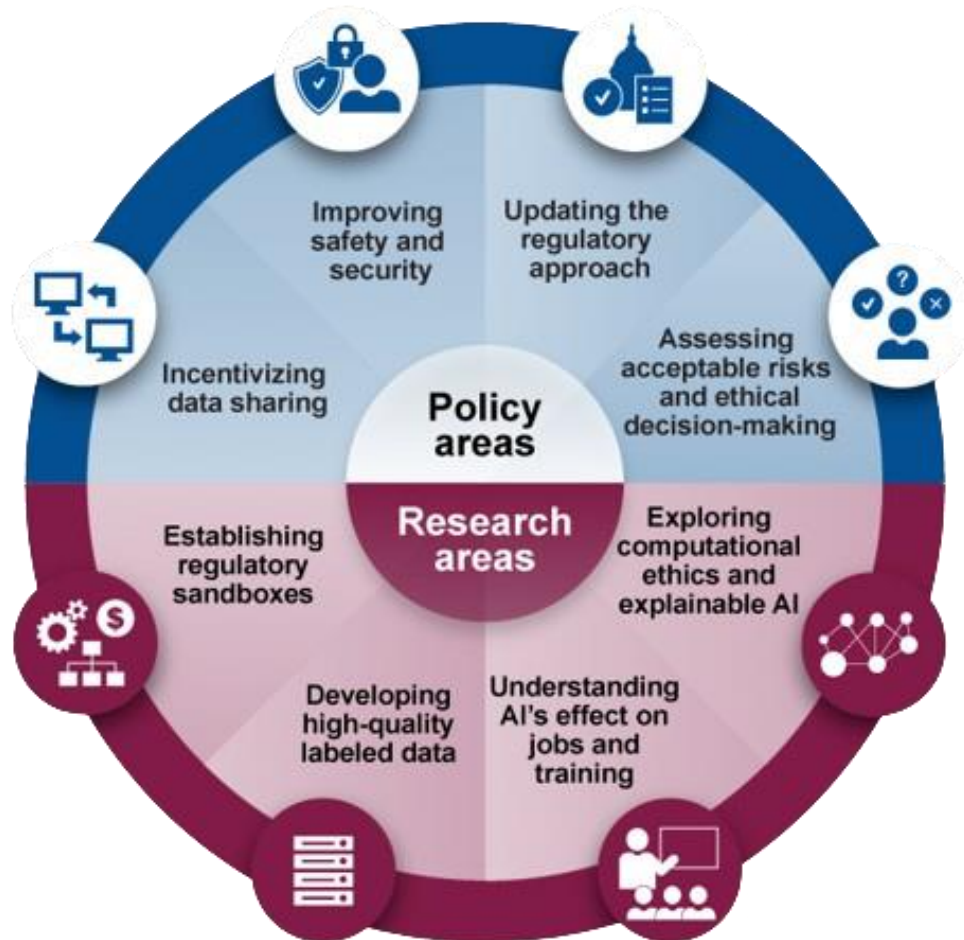 Improving
safety and
security
Updating the
regulatory
approach
Incentivizing
data sharing
Assessing
acceptable risks
and ethical
decision-making
Policy
areas
Research
areas
Establishing
regulatory
sandboxes
Exploring
computational
ethics and
explainable AI
Developing
high-quality
labeled data
Understanding
AI's effect on
jobs and
training
?
$